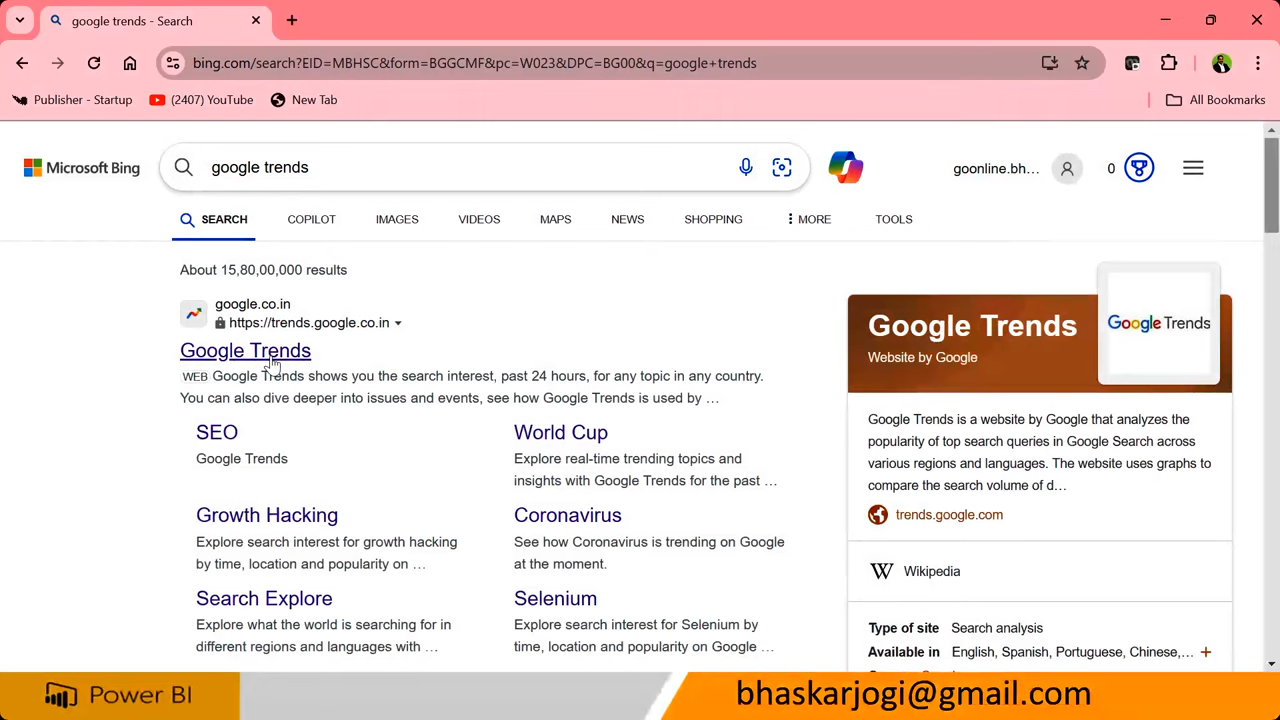 google trends - Search
bing.com/search?EID=MBHSC&form=BGGCMF&pc=W023&DPC=BG00&q=google+trends
Publisher - Startup
(2407) YouTube
New Tab
All Bookmarks
Microsoft Bing
google trends
goonline.bh...
0
SEARCH
COPILOT
IMAGES
VIDEOS
MAPS
NEWS
SHOPPING
MORE
TOOLS
About 15,80,00,000 results
google.co.in
https://trends.google.co.in
Google Trends
WEB Google Trends shows you the search interest, past 24 hours, for any topic in any country.
You can also dive deeper into issues and events, see how Google Trends is used by ...
SEO
Google Trends
World Cup
Explore real-time trending topics and
insights with Google Trends for the past ...
Growth Hacking
Explore search interest for growth hacking
by time, location and popularity on ...
Coronavirus
See how Coronavirus is trending on Google
at the moment.
Search Explore
Explore what the world is searching for in
different regions and languages with ...
Selenium
Explore search interest for Selenium by
time, location and popularity on Google ...
Google Trends
Website by Google
Google Trends
Google Trends is a website by Google that analyzes the
popularity of top search queries in Google Search across
various regions and languages. The website uses graphs to
compare the search volume of d...
trends.google.com
Wikipedia
Type of site Search analysis
Available in English, Spanish, Portuguese, Chinese,... +
Power BI
bhaskarjogi@gmail.com